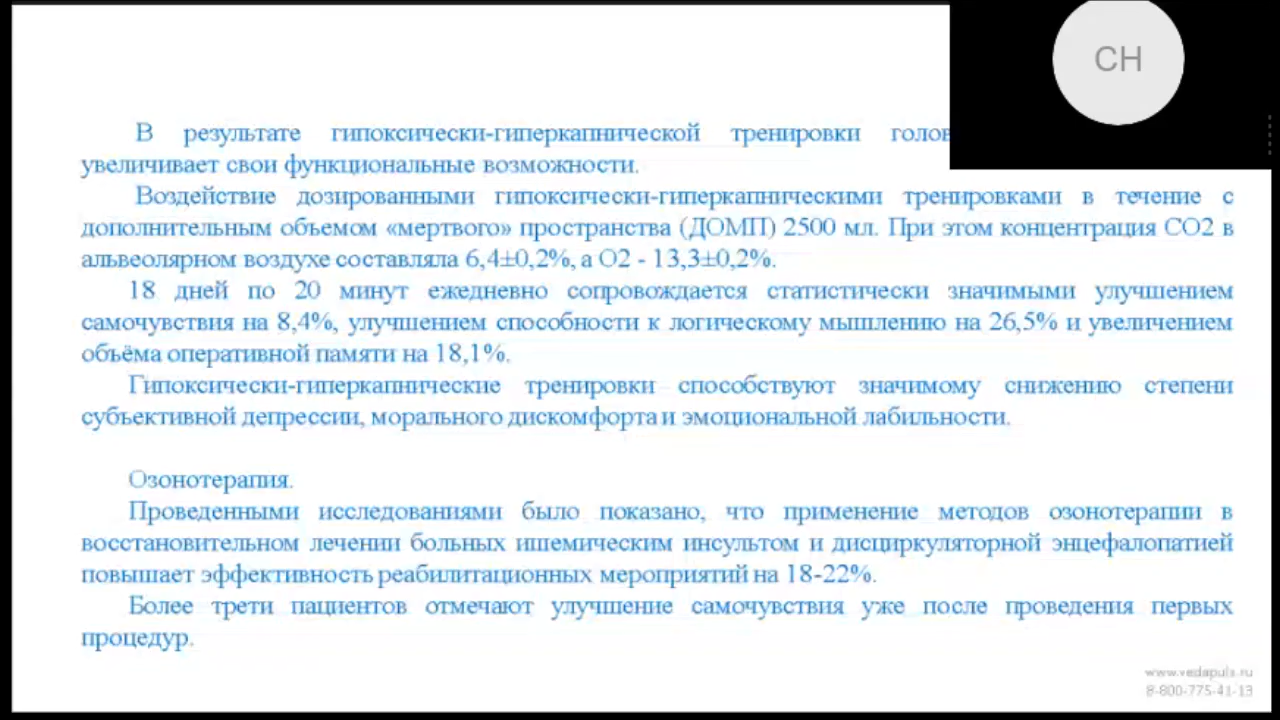 СН
В результате гипоксически-гиперкапнической тренировки
увеличивает свои функциональные возможности.
Воздействие дозированными гипоксически-гиперкапническими тренировками в течение с
дополнительным объемом «мертвого» пространства (ДОМП) 2500 мл. При этом концентрация СО2 в
альвеолярном воздухе составляла 6,4±0,2%, а О2 - 13,3±0,2%.
18 дней по 20 минут ежедневно сопровождается статистически значимыми улучшением
самочувствия на 8,4%, улучшением способности к логическому мышлению на 26,5% и увеличением
объёма оперативной памяти на 18,1%.
Гипоксически-гиперкапнические тренировки способствуют значимому снижению степени
субъективной депрессии, морального дискомфорта и эмоциональной лабильности.
Озонотерапия.
Проведенными исследованиями было показано, что применение методов озонотерапии в
восстановительном лечении больных ишемическим инсультом и дисциркуляторной энцефалопатией
повышает эффективность реабилитационных мероприятий на 18-22%.
Более трети пациентов отмечают улучшение самочувствия уже после проведения первых
процедур.
www.vedapuls.ru
8-800-775-41-13